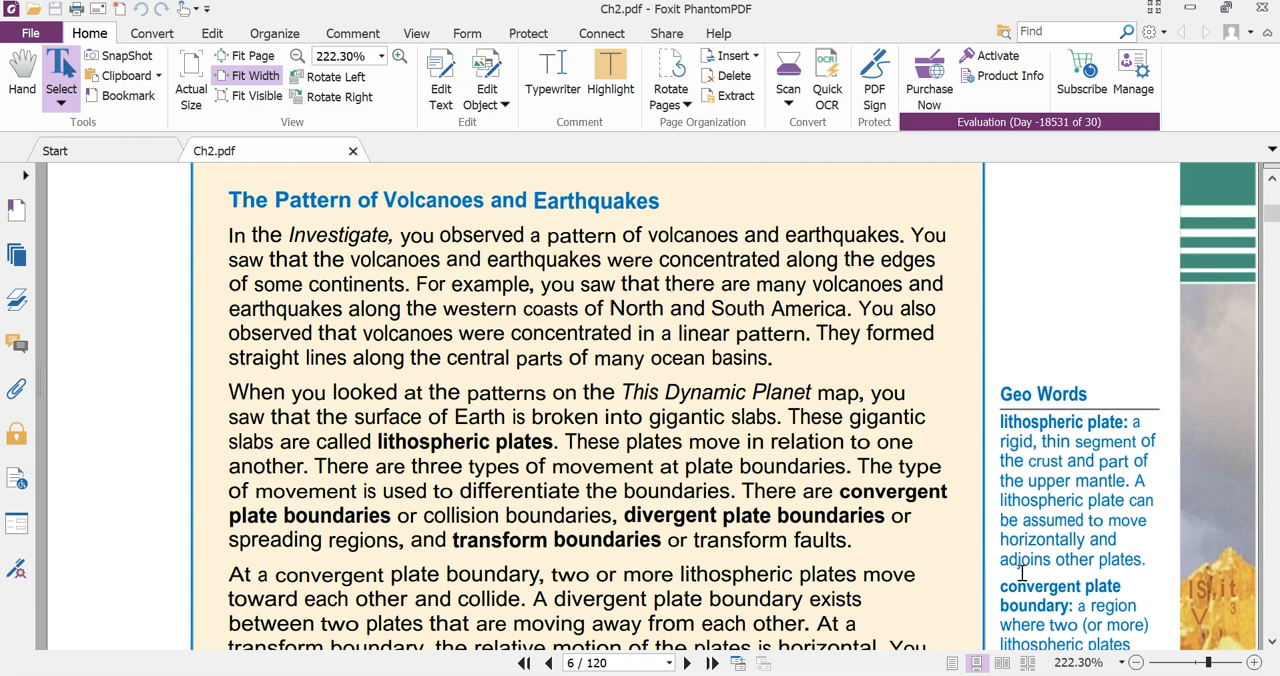 Ch2.pdf - Foxit PhantomPDF
File Home Convert Edit Organize Comment View Form Protect Connect Share Help
Find
Hand
Select
SnapShot
Clipboard
Bookmark
Tools
Actual Size
Fit Page
Fit Width
Fit Visible
222.30%
Rotate Left
Rotate Right
View
Edit Text
Edit Object
Edit
Typewriter
Highlight
Comment
Rotate Pages
Insert
Delete
Extract
Page Organization
Scan
Quick OCR
Convert
PDF Sign
Protect
Purchase Now
Activate
Product Info
Subscribe
Manage
Evaluation (Day -18531 of 30)
Start
Ch2.pdf
The Pattern of Volcanoes and Earthquakes
In the Investigate, you observed a pattern of volcanoes and earthquakes. You
saw that the volcanoes and earthquakes were concentrated along the edges
of some continents. For example, you saw that there are many volcanoes and
earthquakes along the western coasts of North and South America. You also
observed that volcanoes were concentrated in a linear pattern. They formed
straight lines along the central parts of many ocean basins.
When you looked at the patterns on the This Dynamic Planet map, you
saw that the surface of Earth is broken into gigantic slabs. These gigantic
slabs are called lithospheric plates. These plates move in relation to one
another. There are three types of movement at plate boundaries. The type
of movement is used to differentiate the boundaries. There are convergent
plate boundaries or collision boundaries, divergent plate boundaries or
spreading regions, and transform boundaries or transform faults.
At a convergent plate boundary, two or more lithospheric plates move
toward each other and collide. A divergent plate boundary exists
between two plates that are moving away from each other. At a
transform boundary, the relative motion of the plates is horizontal. You
Geo Words
lithospheric plate: a
rigid, thin segment of
the crust and part of
the upper mantle. A
lithospheric plate can
be assumed to move
horizontally and
adjoins other plates.
convergent plate
boundary: a region
where two (or more)
lithospheric plates
6 / 120
222.30%